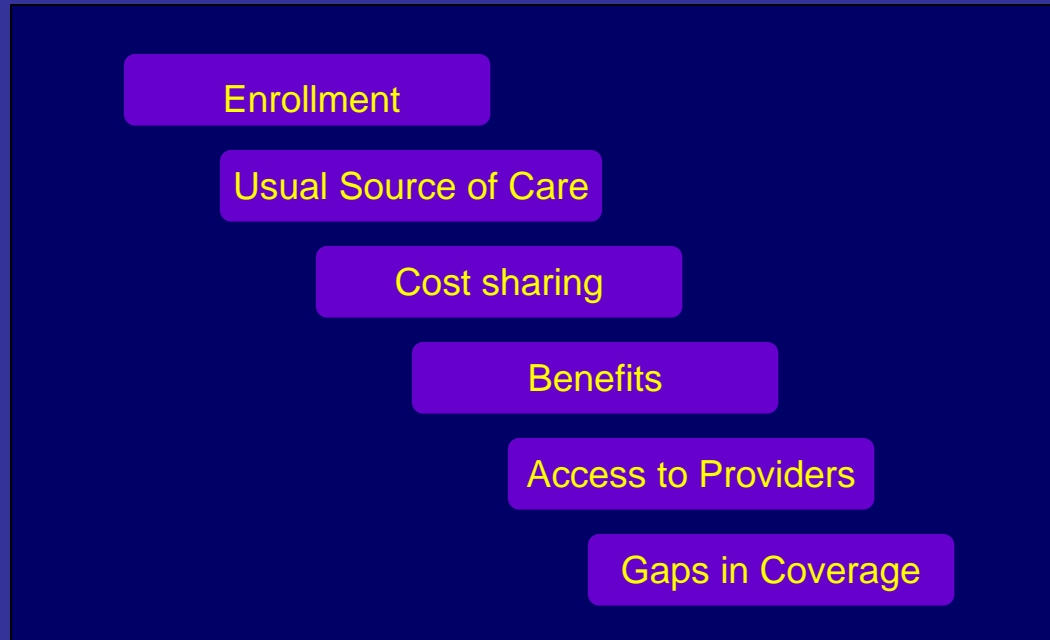 Enrollment
Usual Source of Care
Cost sharing
Benefits
Access to Providers
Gaps in Coverage